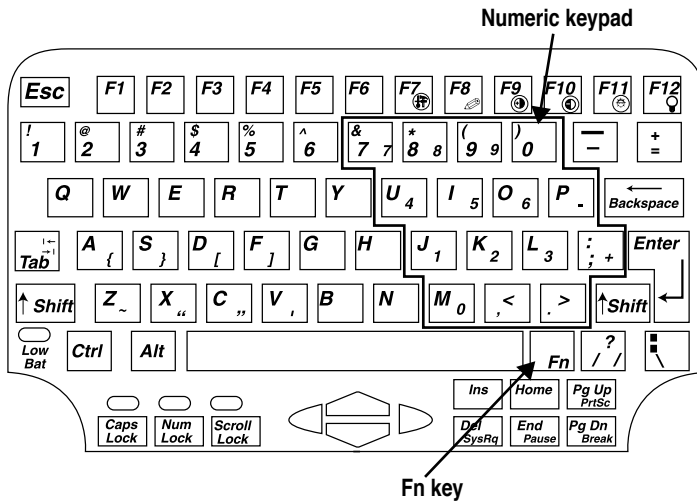 Numeric keypad
Esc F1 F2 F3 F4 F5 F6 F7 F8 F9 F10 F11 F12
! @ # $ % ^ & * ( ) — +
1 2 3 4 5 6 7 7 8 8 9 9 0 – =
Q W E R T Y U 4 I 5 O 6 P - ← Backspace
Tab A { S } D [ F ] G H J 1 K 2 L 3 : ; + Enter
↑ Shift Z ~ X “ C ,, V , B N M 0 ,< . > ↑Shift
Low Bat Ctrl Alt Fn ? / / \
Ins Home Pg Up PrtSc
Caps Lock Num Lock Scroll Lock Del SysRq End Pause Pg Dn Break
Fn key